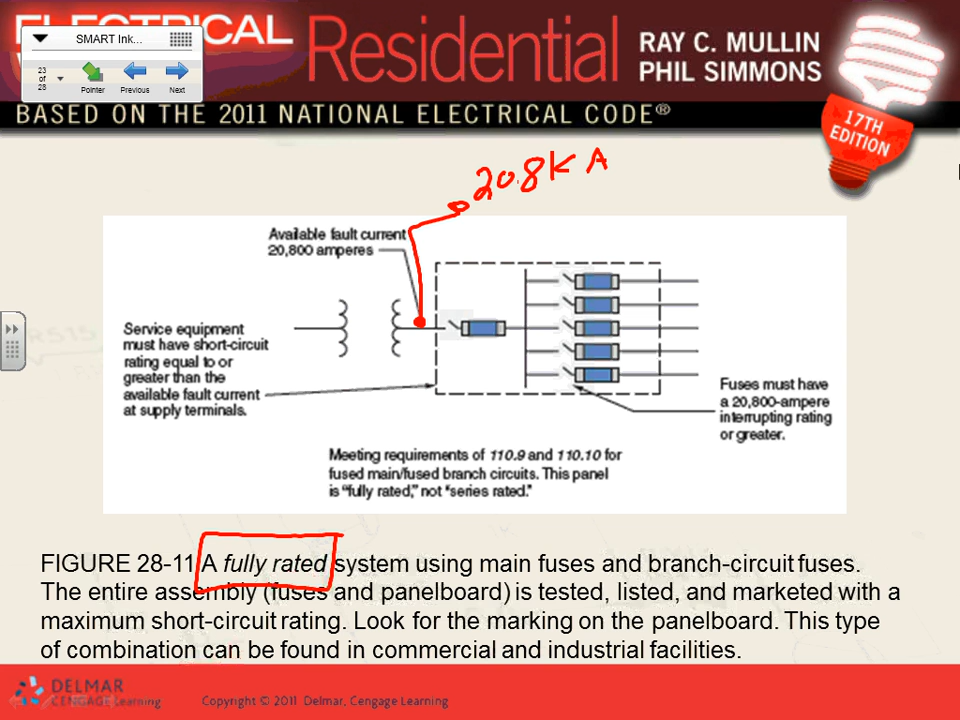 ELECTRICAL
SMART Ink...
23
of
28
Pointer
Previous
Next
Residential
RAY C. MULLIN
PHIL SIMMONS
BASED ON THE 2011 NATIONAL ELECTRICAL CODE®
17TH
EDITION
20.8K A
Available fault current
20,800 amperes
Service equipment
must have short-circuit
rating equal to or
greater than the
available fault current
at supply terminals.
Fuses must have
a 20,800-ampere
interrupting rating
or greater.
Meeting requirements of 110.9 and 110.10 for
fused main/fused branch circuits. This panel
is "fully rated," not "series rated."
FIGURE 28-11 A fully rated system using main fuses and branch-circuit fuses.
The entire assembly (fuses and panelboard) is tested, listed, and marketed with a
maximum short-circuit rating. Look for the marking on the panelboard. This type
of combination can be found in commercial and industrial facilities.
DELMAR
CENGAGE Learning
Copyright © 2011 Delmar, Cengage Learning